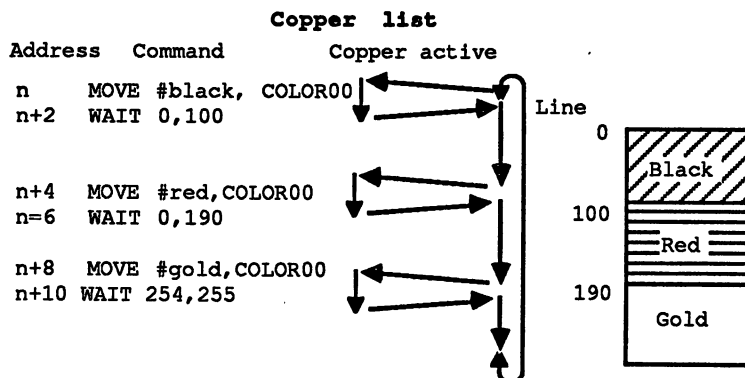 Copper list
Address Command Copper active
n MOVE #black, COLOR00
n+2 WAIT 0,100
n+4 MOVE #red,COLOR00
n=6 WAIT 0,190
n+8 MOVE #gold,COLOR00
n+10 WAIT 254,255
Line
0
Black
100
Red
190
Gold